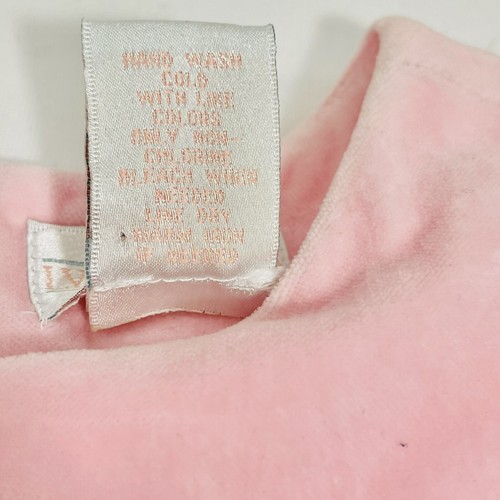 HAND WASH
COLD
WITH LIKE
COLORS
ONLY NON-
CHLORINE
BLEACH WHEN
NEEDED
LINE DRY
WARM IRON
IF NEEDED